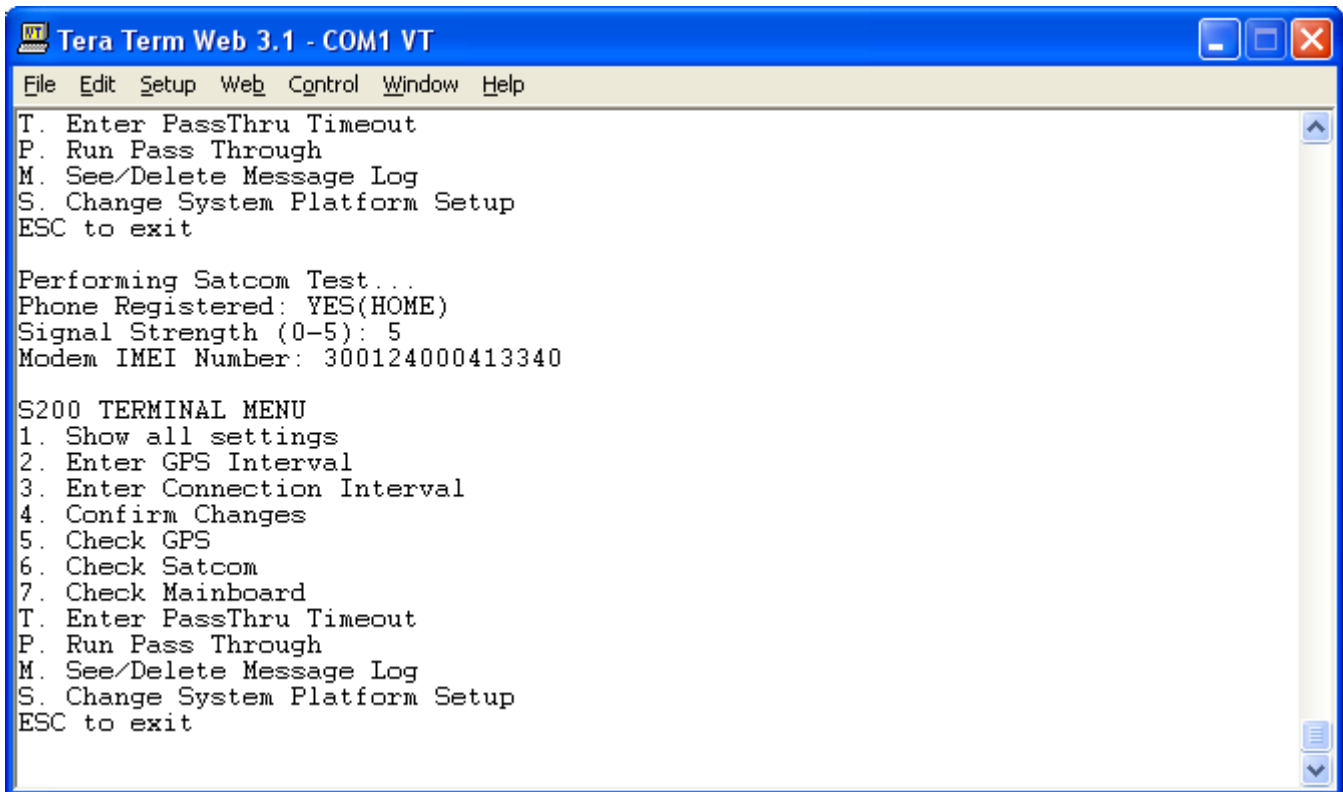 Tera Term Web 3.1 - COM1 VT
File Edit Setup Web Control Window Help
T. Enter PassThru Timeout
P. Run Pass Through
M. See/Delete Message Log
S. Change System Platform Setup
ESC to exit
Performing Satcom Test...
Phone Registered: YES(HOME)
Signal Strength (0-5): 5
Modem IMEI Number: 300124000413340
S200 TERMINAL MENU
1. Show all settings
2. Enter GPS Interval
3. Enter Connection Interval
4. Confirm Changes
5. Check GPS
6. Check Satcom
7. Check Mainboard
T. Enter PassThru Timeout
P. Run Pass Through
M. See/Delete Message Log
S. Change System Platform Setup
ESC to exit